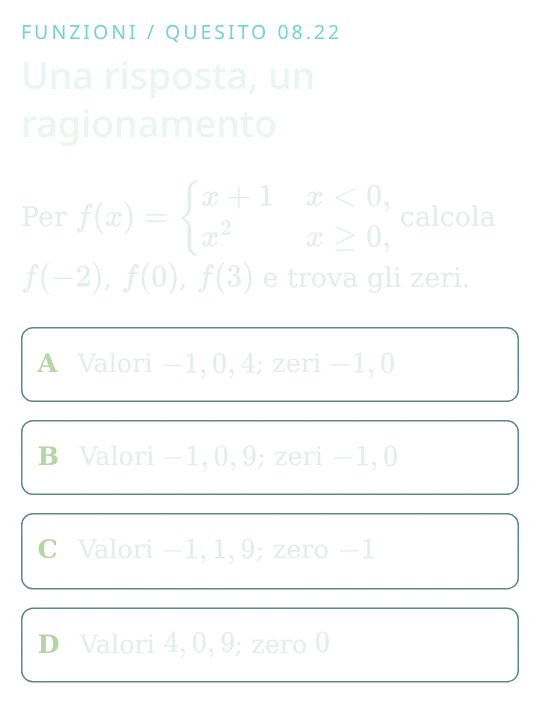 FUNZIONI / QUESITO 08.22
Una risposta, un
ragionamento
Per f(x) = { x + 1   x < 0,
x²   x ≥ 0, calcola
f(−2), f(0), f(3) e trova gli zeri.
A Valori −1, 0, 4; zeri −1, 0
B Valori −1, 0, 9; zeri −1, 0
C Valori −1, 1, 9; zero −1
D Valori 4, 0, 9; zero 0